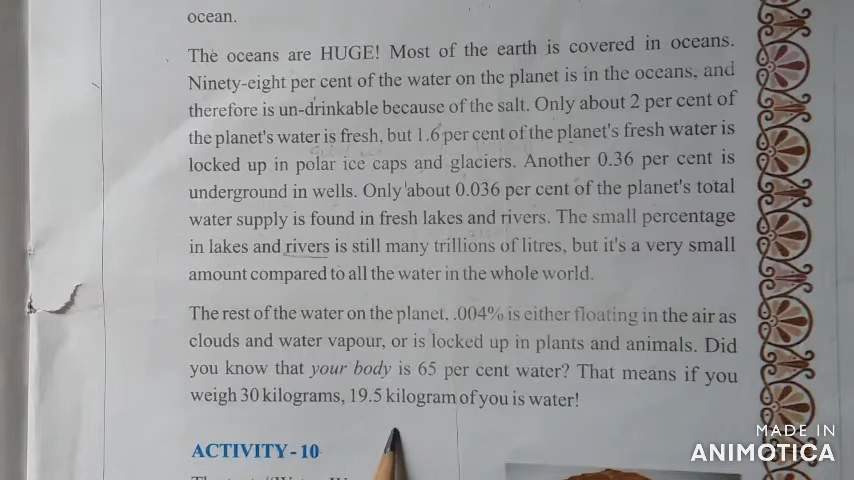 ocean.
The oceans are HUGE! Most of the earth is covered in oceans.
Ninety-eight per cent of the water on the planet is in the oceans, and
therefore is un-drinkable because of the salt. Only about 2 per cent of
the planet's water is fresh, but 1.6 per cent of the planet's fresh water is
locked up in polar ice caps and glaciers. Another 0.36 per cent is
underground in wells. Only about 0.036 per cent of the planet's total
water supply is found in fresh lakes and rivers. The small percentage
in lakes and rivers is still many trillions of litres, but it's a very small
amount compared to all the water in the whole world.
The rest of the water on the planet, .004% is either floating in the air as
clouds and water vapour, or is locked up in plants and animals. Did
you know that your body is 65 per cent water? That means if you
weigh 30 kilograms, 19.5 kilogram of you is water!
ACTIVITY - 10
MADE IN
ANIMOTICA